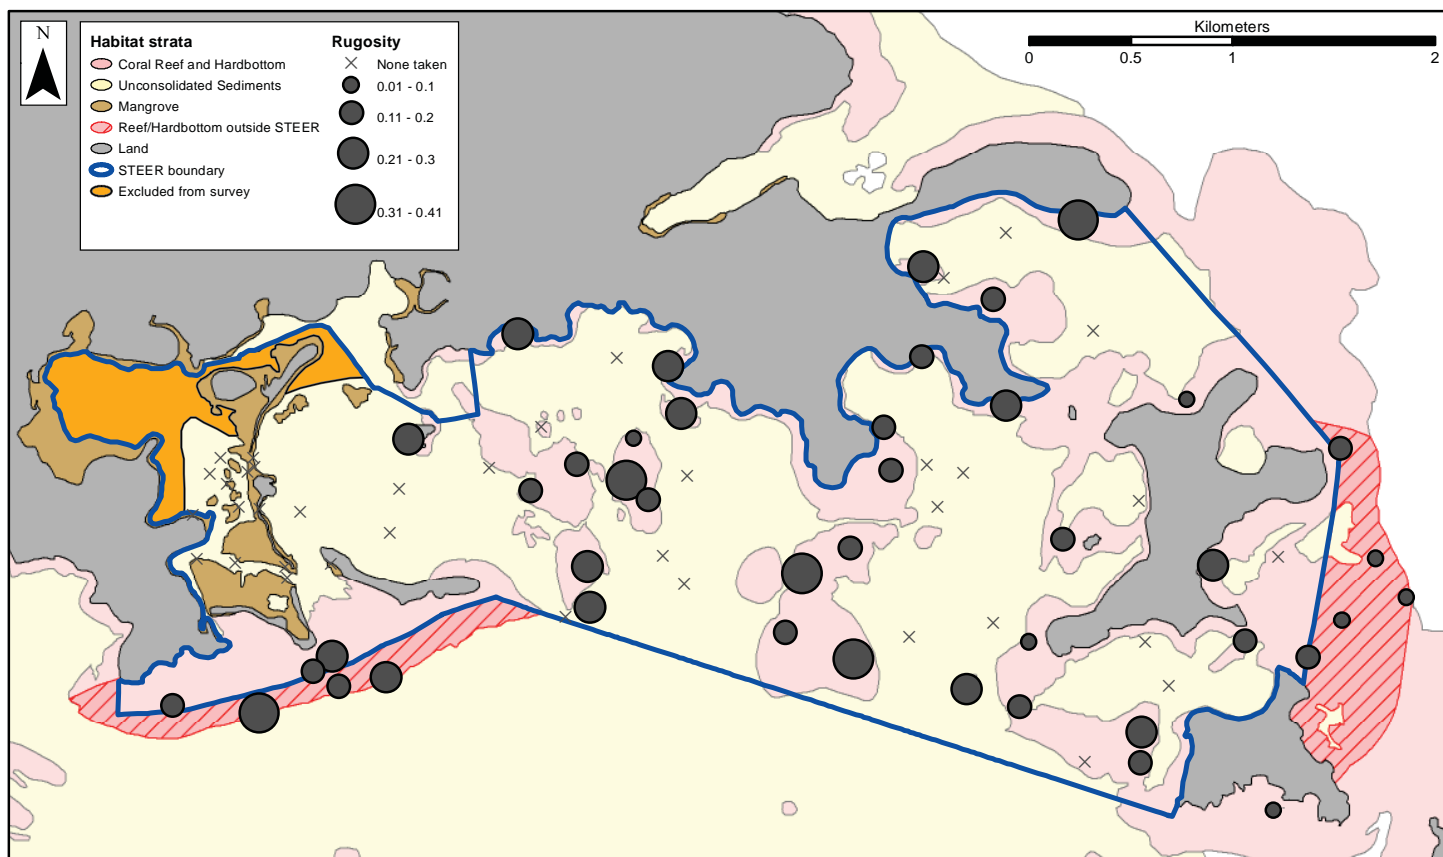 N
Habitat strata
Coral Reef and Hardbottom
Unconsolidated Sediments
Mangrove
Reef/Hardbottom outside STEER
Land
STEER boundary
Excluded from survey
Rugosity
None taken
0.01 - 0.1
0.11 - 0.2
0.21 - 0.3
0.31 - 0.41
Kilometers
0 0.5 1 2